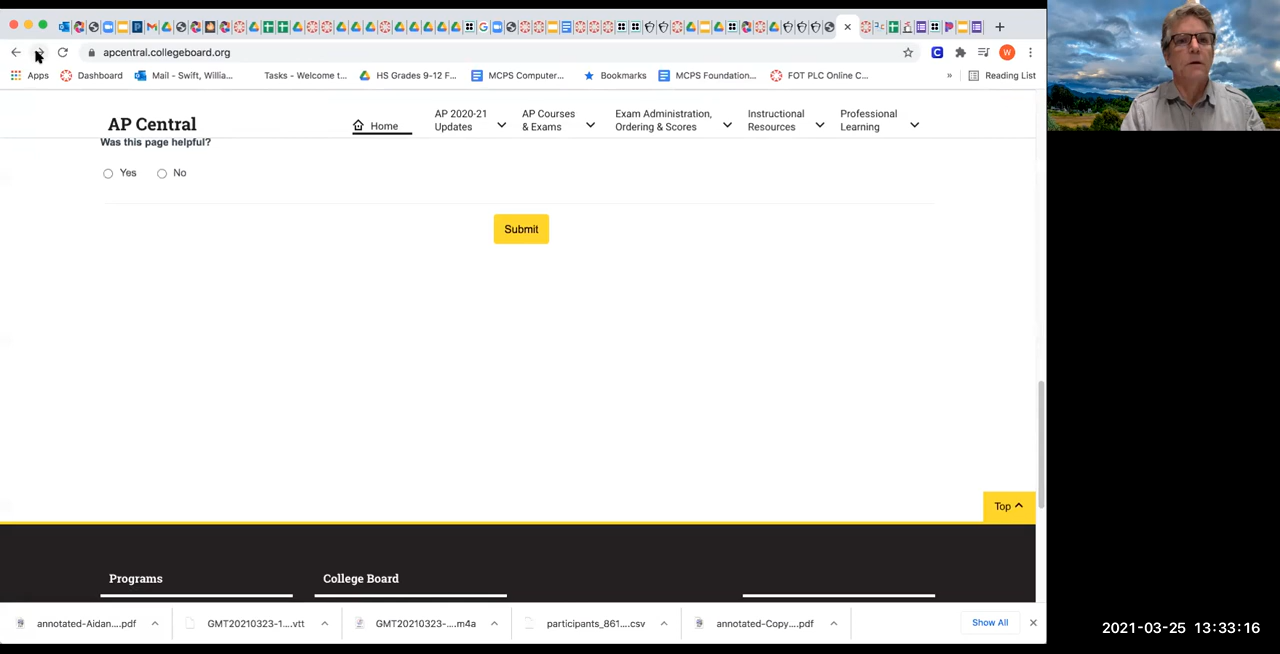 apcentral.collegeboard.org
W
Apps
Dashboard
Mail - Swift, Willia...
Tasks - Welcome t...
HS Grades 9-12 F...
MCPS Computer...
Bookmarks
MCPS Foundation...
FOT PLC Online C...
»
Reading List
AP Central
Home
AP 2020-21
Updates
AP Courses
& Exams
Exam Administration,
Ordering & Scores
Instructional
Resources
Professional
Learning
Was this page helpful?
Yes
No
Submit
Top
Programs
College Board
annotated-Aidan....pdf
GMT20210323-1....vtt
GMT20210323-....m4a
participants_861....csv
annotated-Copy....pdf
Show All
2021-03-25 13:33:16